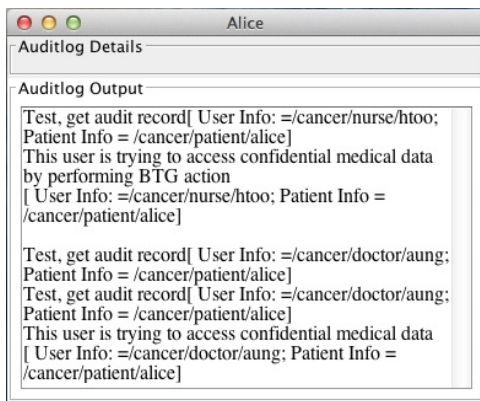 Alice
Auditlog Details
Auditlog Output
Test, get audit record[ User Info: =/cancer/nurse/htoo;
Patient Info = /cancer/patient/alice]
This user is trying to access confidential medical data
by performing BTG action
[ User Info: =/cancer/nurse/htoo; Patient Info =
/cancer/patient/alice]
Test, get audit record[ User Info: =/cancer/doctor/aung;
Patient Info = /cancer/patient/alice]
Test, get audit record[ User Info: =/cancer/doctor/aung;
Patient Info = /cancer/patient/alice]
This user is trying to access confidential medical data
[ User Info: =/cancer/doctor/aung; Patient Info =
/cancer/patient/alice]